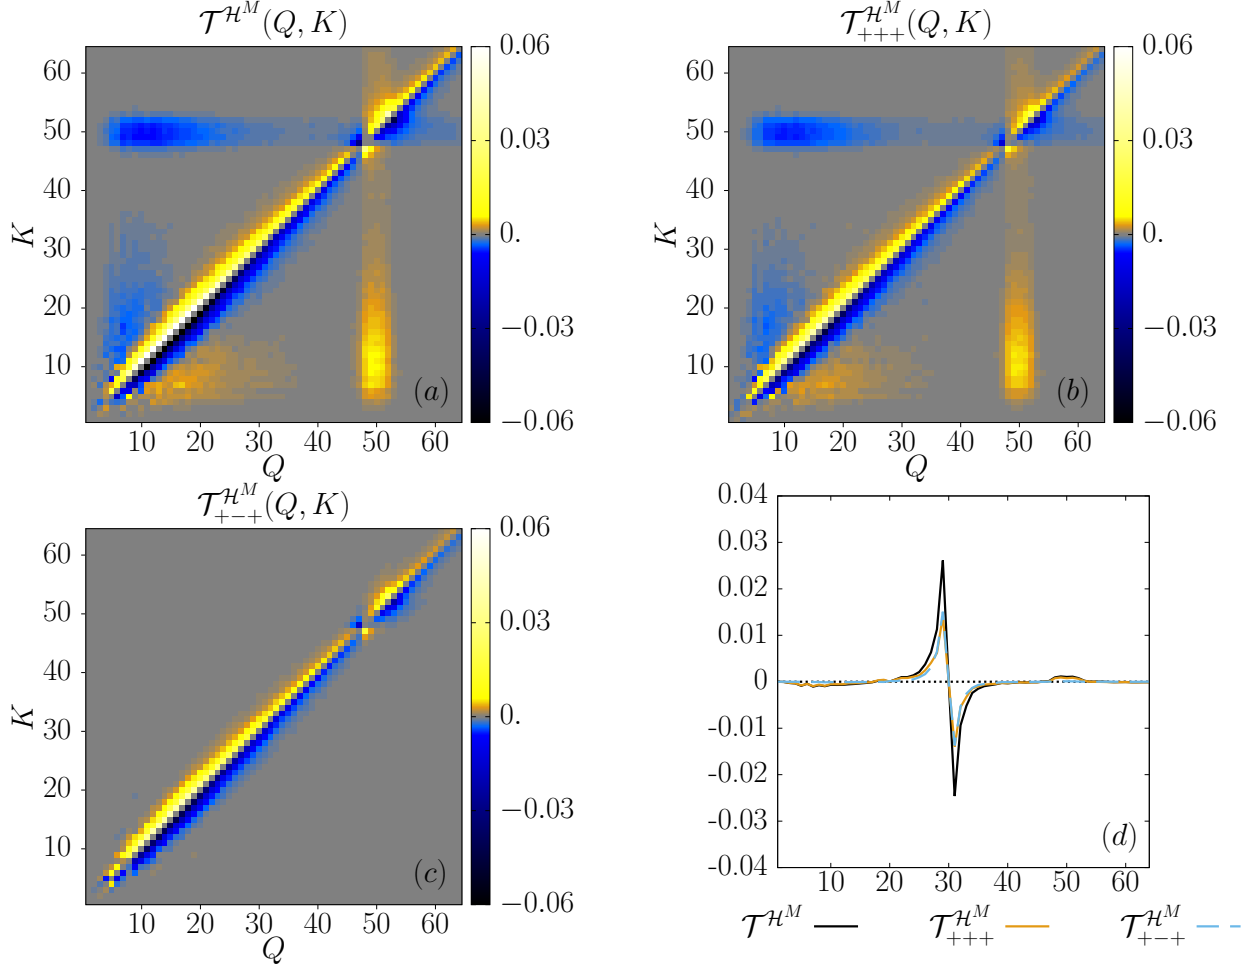 𝒯^{ℋ^M}(Q, K)
60
50
40
30
20
10
K
10 20 30 40 50 60
Q
(a)
0.06
0.03
0.
−0.03
−0.06
𝒯^{ℋ^M}_{+++}(Q, K)
60
50
40
30
20
10
K
10 20 30 40 50 60
Q
(b)
0.06
0.03
0.
−0.03
−0.06
𝒯^{ℋ^M}_{+−+}(Q, K)
60
50
40
30
20
10
K
10 20 30 40 50 60
Q
(c)
0.06
0.03
0.
−0.03
−0.06
0.04
0.03
0.02
0.01
0
-0.01
-0.02
-0.03
-0.04
10 20 30 40 50 60
(d)
𝒯^{ℋ^M} 𝒯^{ℋ^M}_{+++} 𝒯^{ℋ^M}_{+−+}